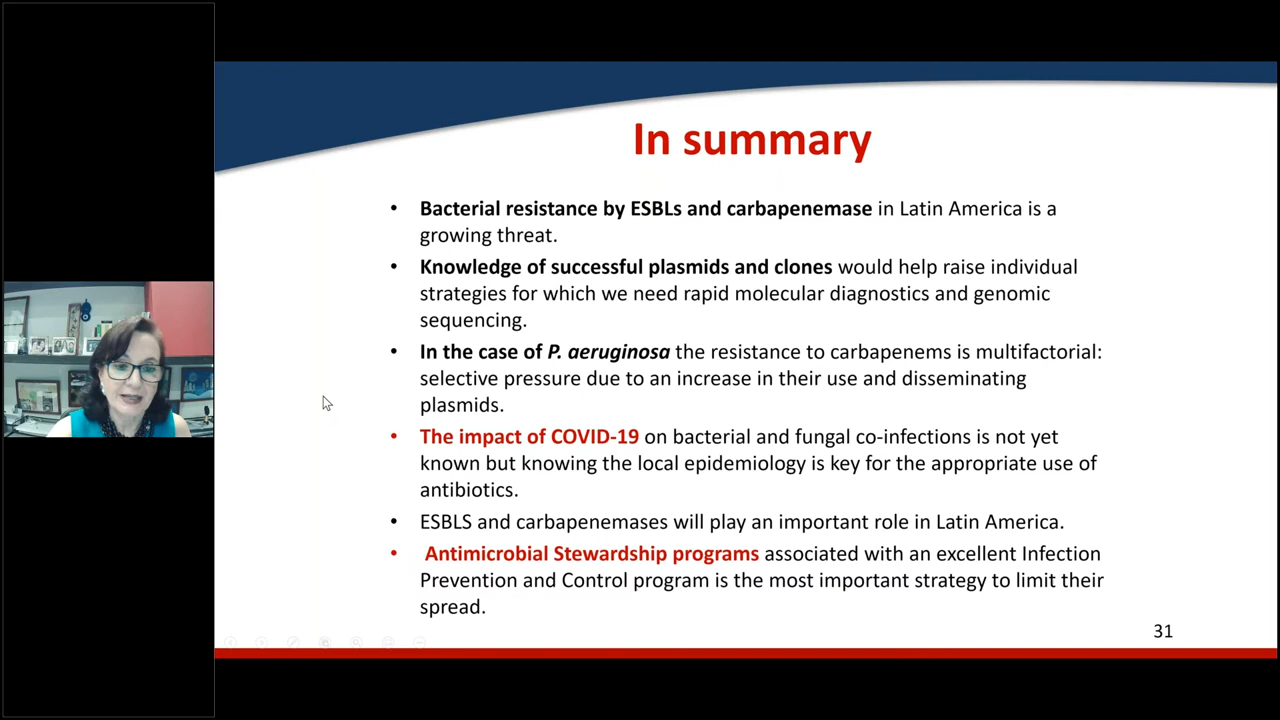 In summary
• Bacterial resistance by ESBLs and carbapenemase in Latin America is a
growing threat.
• Knowledge of successful plasmids and clones would help raise individual
strategies for which we need rapid molecular diagnostics and genomic
sequencing.
• In the case of P. aeruginosa the resistance to carbapenems is multifactorial:
selective pressure due to an increase in their use and disseminating
plasmids.
• The impact of COVID-19 on bacterial and fungal co-infections is not yet
known but knowing the local epidemiology is key for the appropriate use of
antibiotics.
• ESBLS and carbapenemases will play an important role in Latin America.
• Antimicrobial Stewardship programs associated with an excellent Infection
Prevention and Control program is the most important strategy to limit their
spread.
31